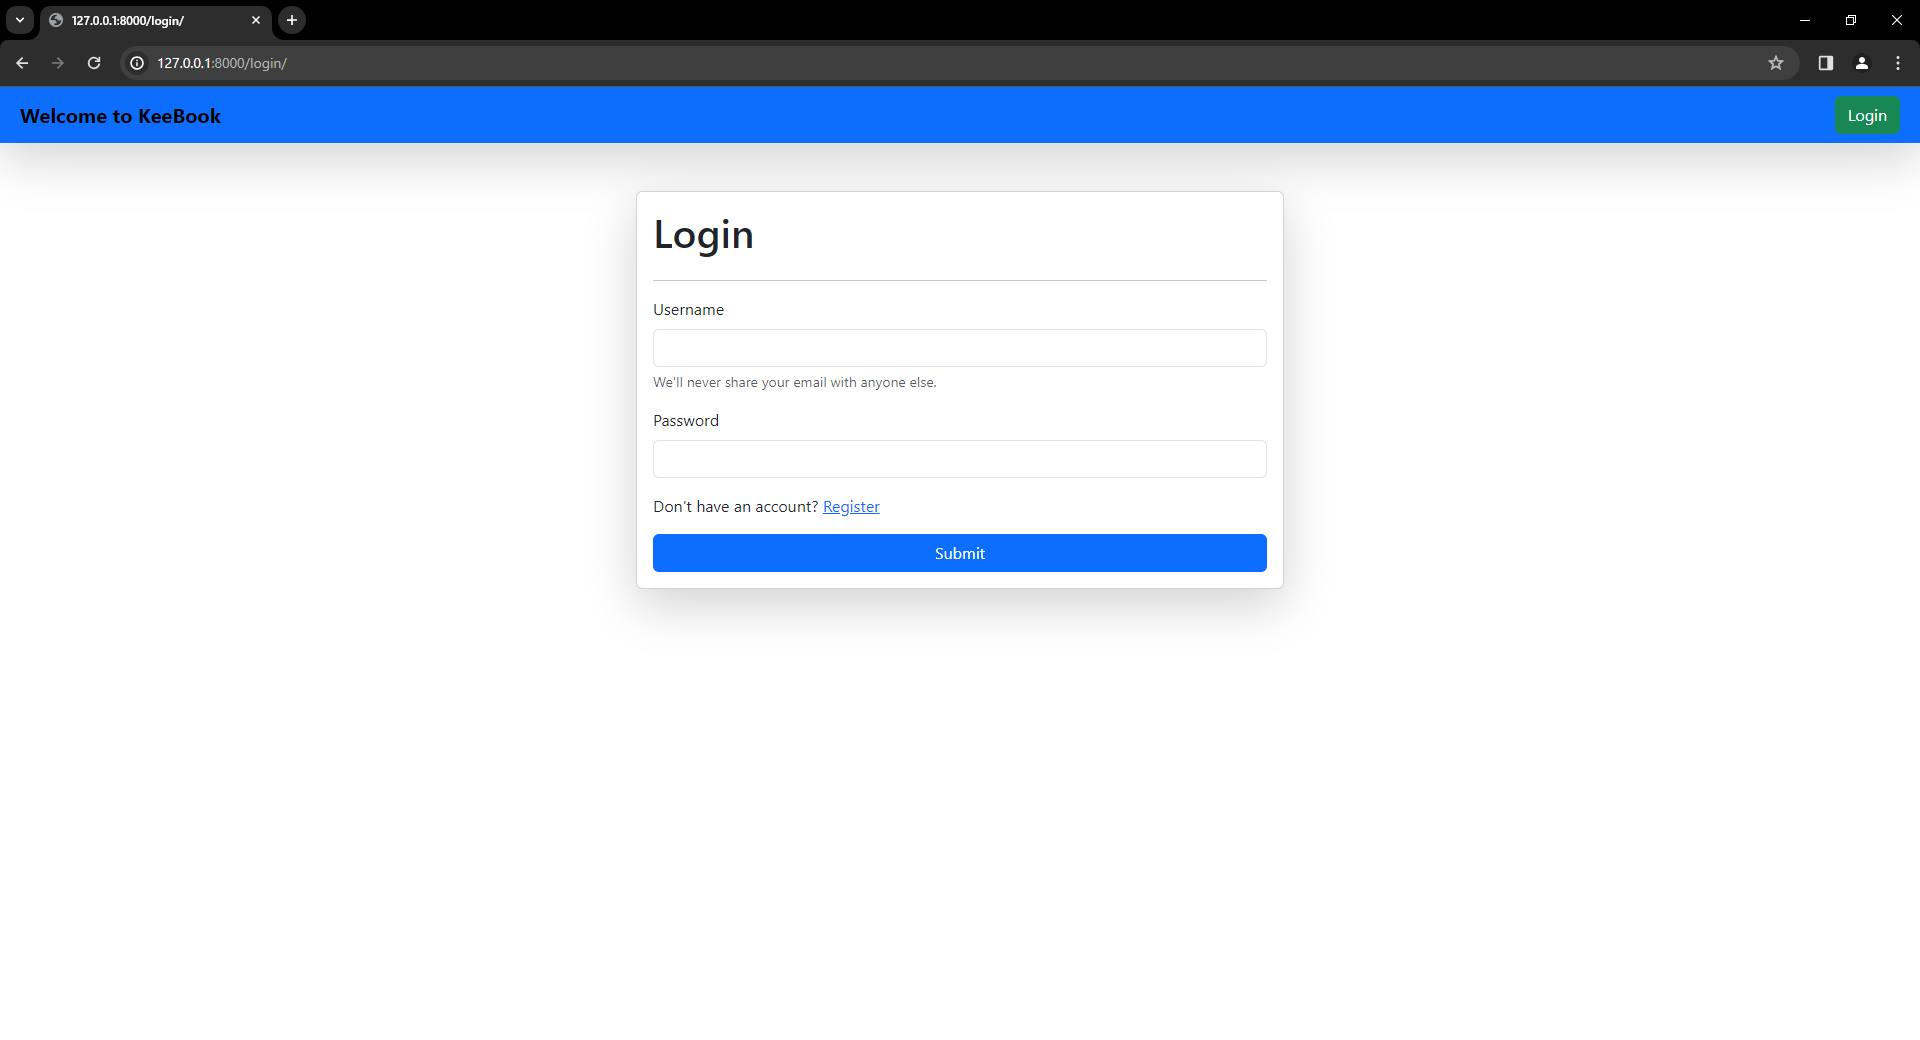 127.0.0.1:8000/login/
127.0.0.1:8000/login/
Welcome to KeeBook
Login
Login
Username
We'll never share your email with anyone else.
Password
Don't have an account? Register
Submit